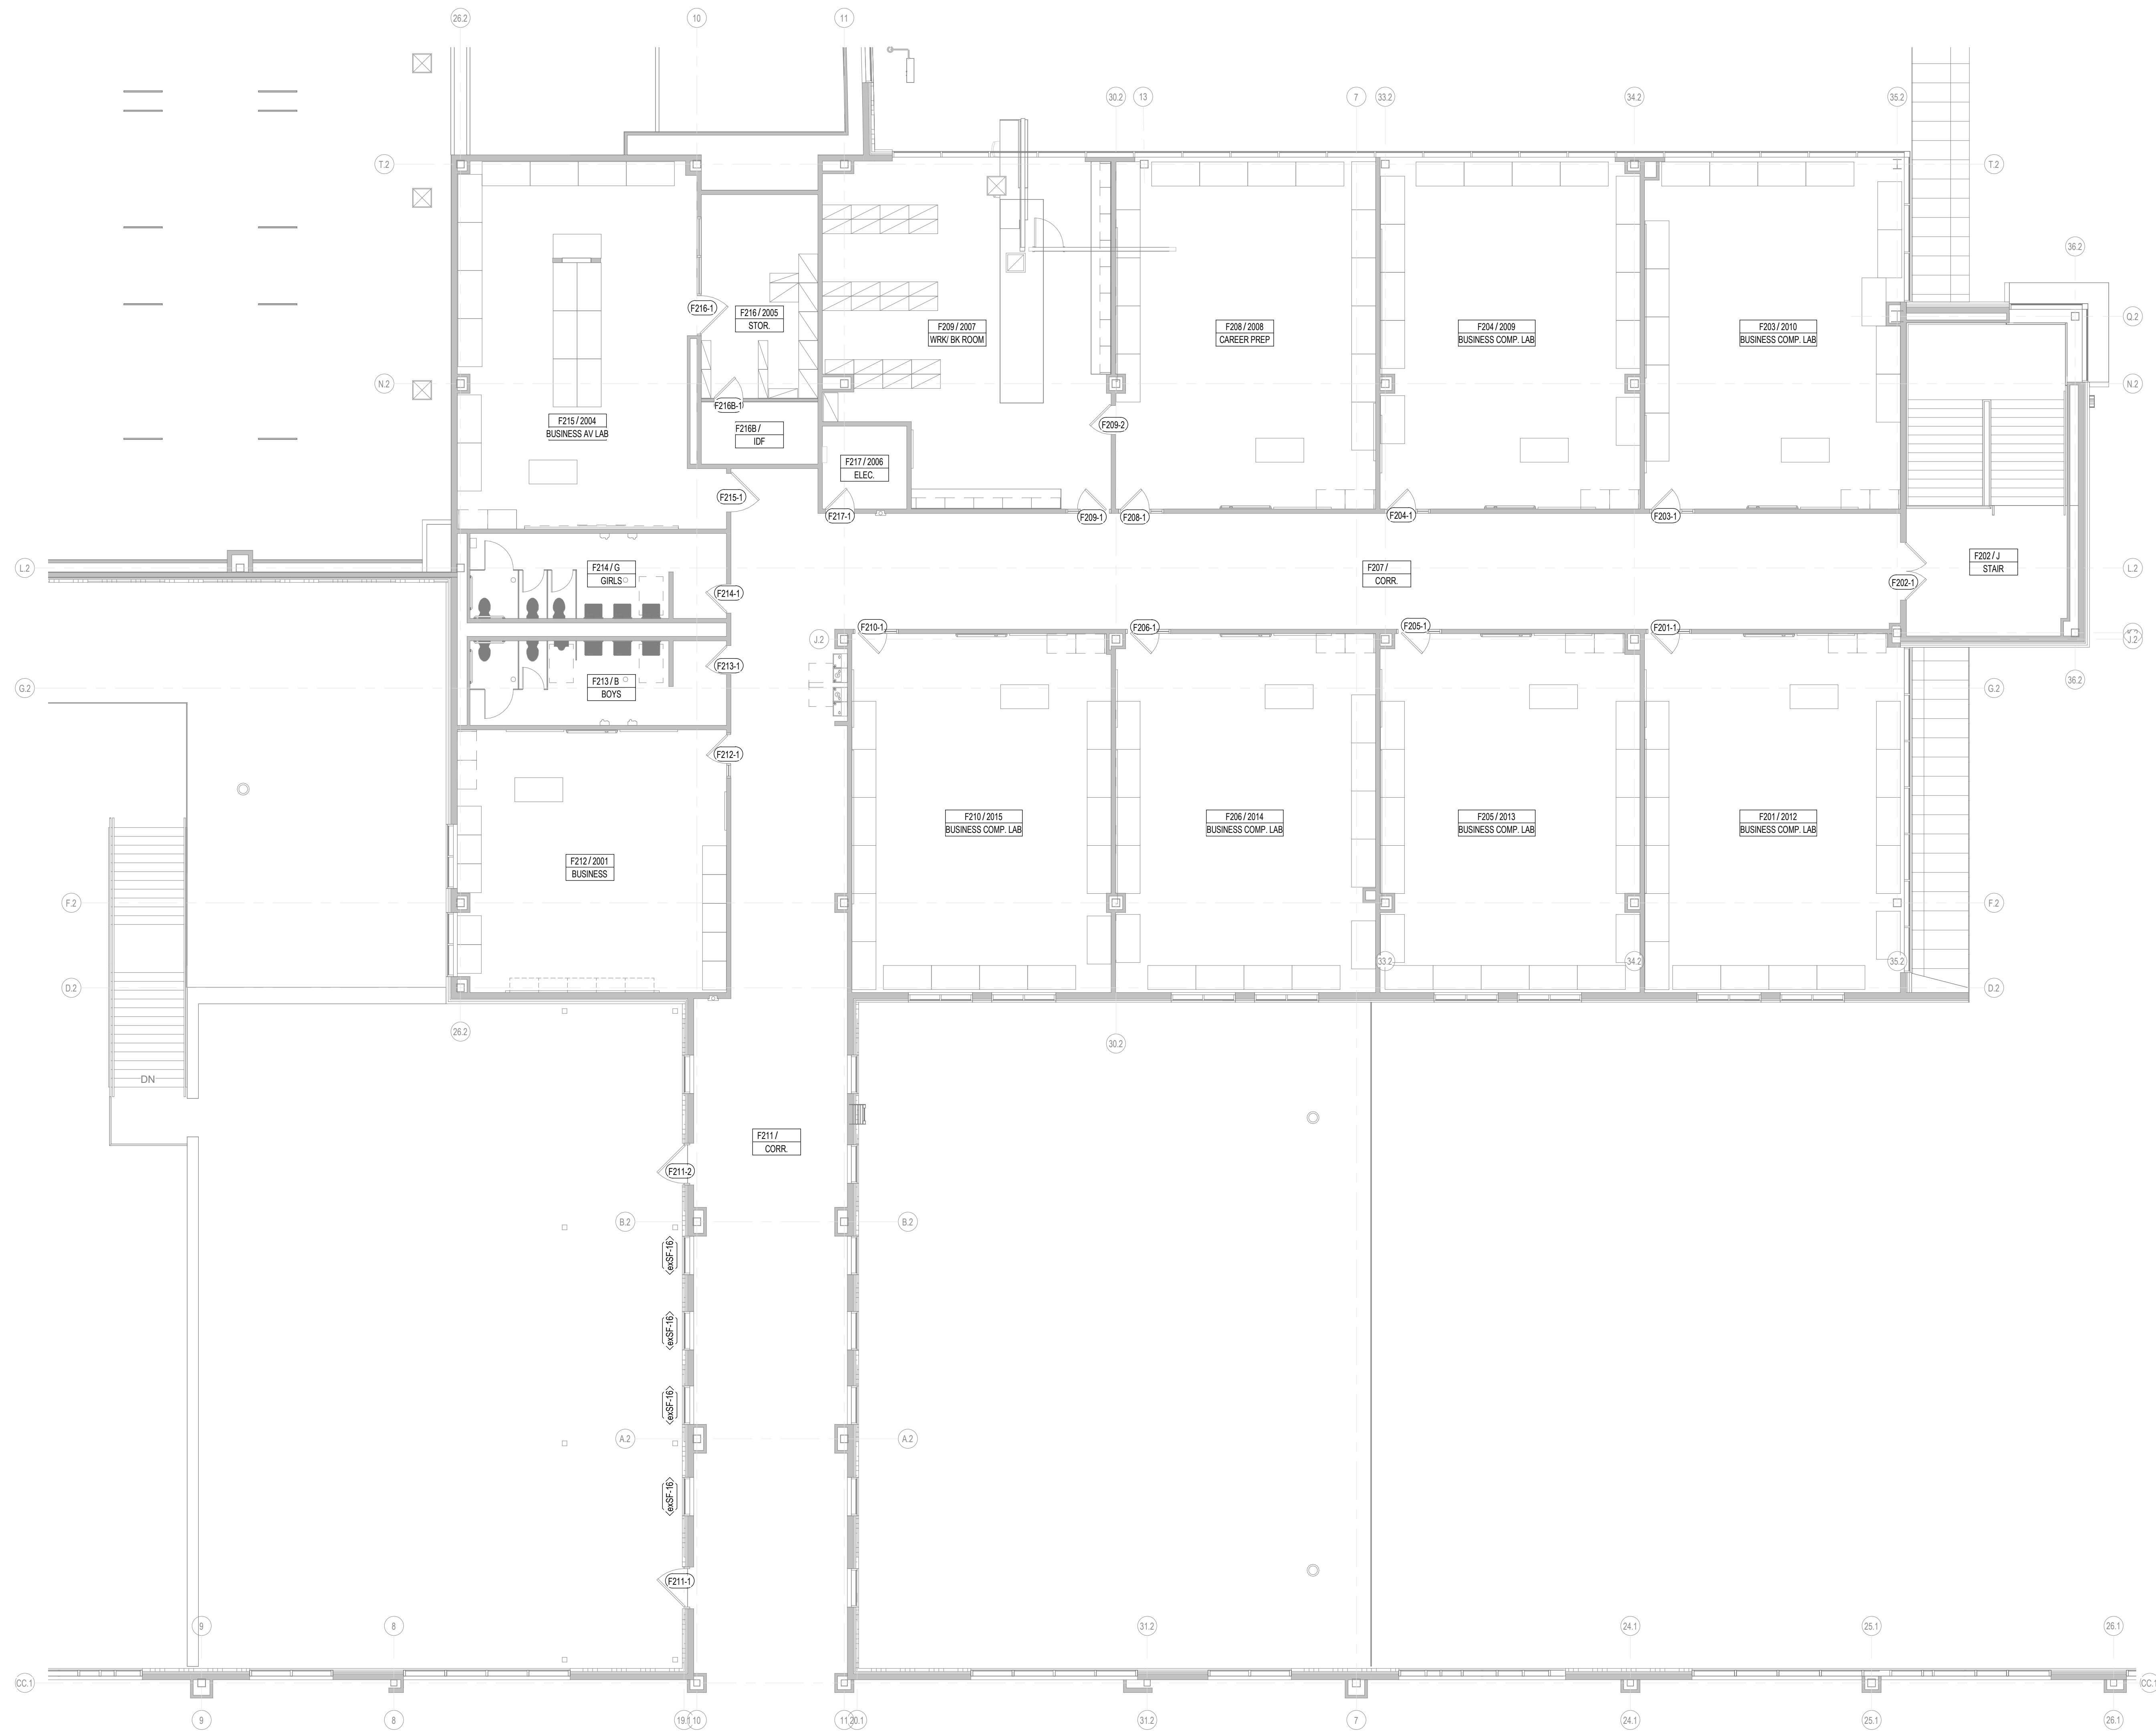 26.2
10
11
30.2
13
7
33.2
34.2
35.2
T.2
T.2
36.2
F216-1
F216 / 2005
STOR.
Q.2
F209 / 2007
WRK/ BK ROOM
F208 / 2008
CAREER PREP
F204 / 2009
BUSINESS COMP. LAB
F203 / 2010
BUSINESS COMP. LAB
N.2
N.2
F216B-1
F215 / 2004
BUSINESS AV LAB
F216B /
IDF
F209-2
F217 / 2006
ELEC.
F215-1
F217-1
F209-1
F208-1
F204-1
F203-1
L.2
F214 / G
GIRLS
F207 /
CORR.
F202 / J
STAIR
L.2
F202-1
F214-1
F210-1
F206-1
F205-1
F201-1
J.2
J.2
F213-1
F213 / B
BOYS
G.2
G.2
36.2
F212-1
F210 / 2015
BUSINESS COMP. LAB
F206 / 2014
BUSINESS COMP. LAB
F205 / 2013
BUSINESS COMP. LAB
F201 / 2012
BUSINESS COMP. LAB
F212 / 2001
BUSINESS
F.2
F.2
33.2
34.2
35.2
D.2
D.2
26.2
30.2
DN
F211 /
CORR.
F211-2
B.2
B.2
exSF-16
exSF-16
exSF-16
A.2
A.2
exSF-16
F211-1
9
8
31.2
24.1
25.1
26.1
CC.1
CC.1
9
8
19.1
10
11
20.1
31.2
7
24.1
25.1
26.1